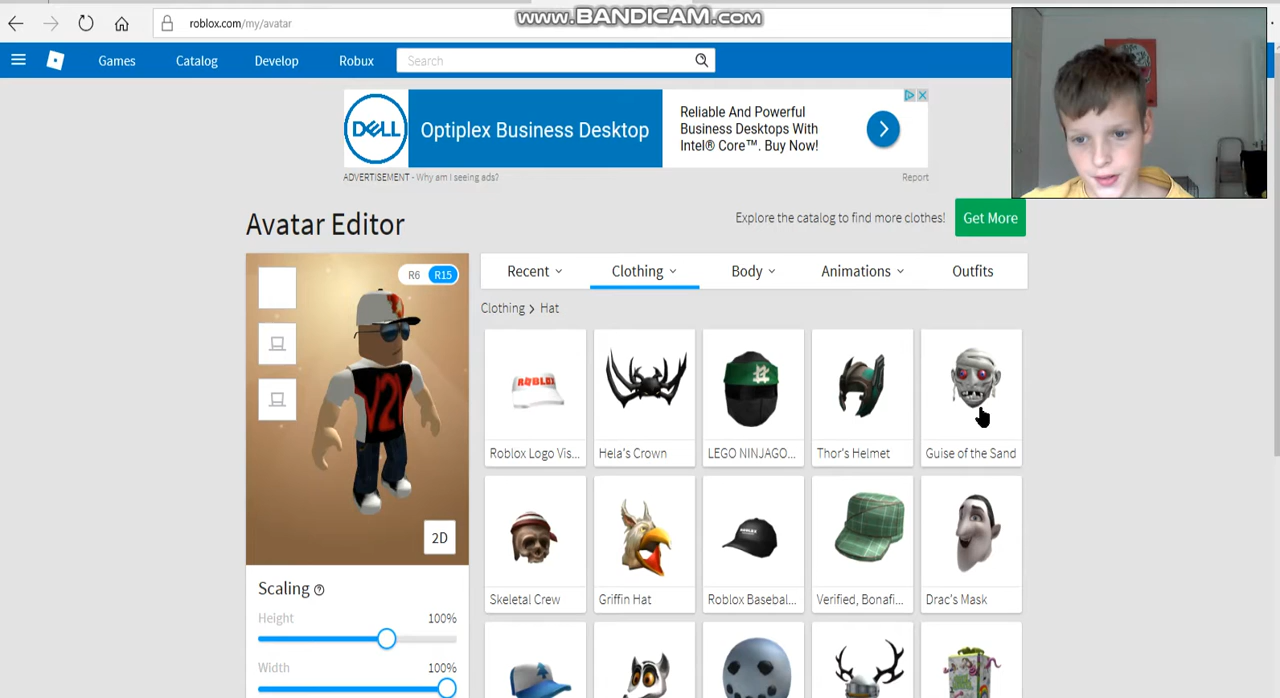 www.BANDICAM.com
roblox.com/my/avatar
Games Catalog Develop Robux Search
DELL
Optiplex Business Desktop
Reliable And Powerful
Business Desktops With
Intel® Core™. Buy Now!
ADVERTISEMENT - Why am I seeing ads?
Report
Avatar Editor
Explore the catalog to find more clothes!
Get More
R6 R15
Recent Clothing Body Animations Outfits
Clothing > Hat
ROBLOX
Roblox Logo Vis... Hela's Crown LEGO NINJAGO... Thor's Helmet Guise of the Sand
2D
Skeletal Crew Griffin Hat Roblox Basebal... Verified, Bonafi... Drac's Mask
Scaling
Height 100%
Width 100%